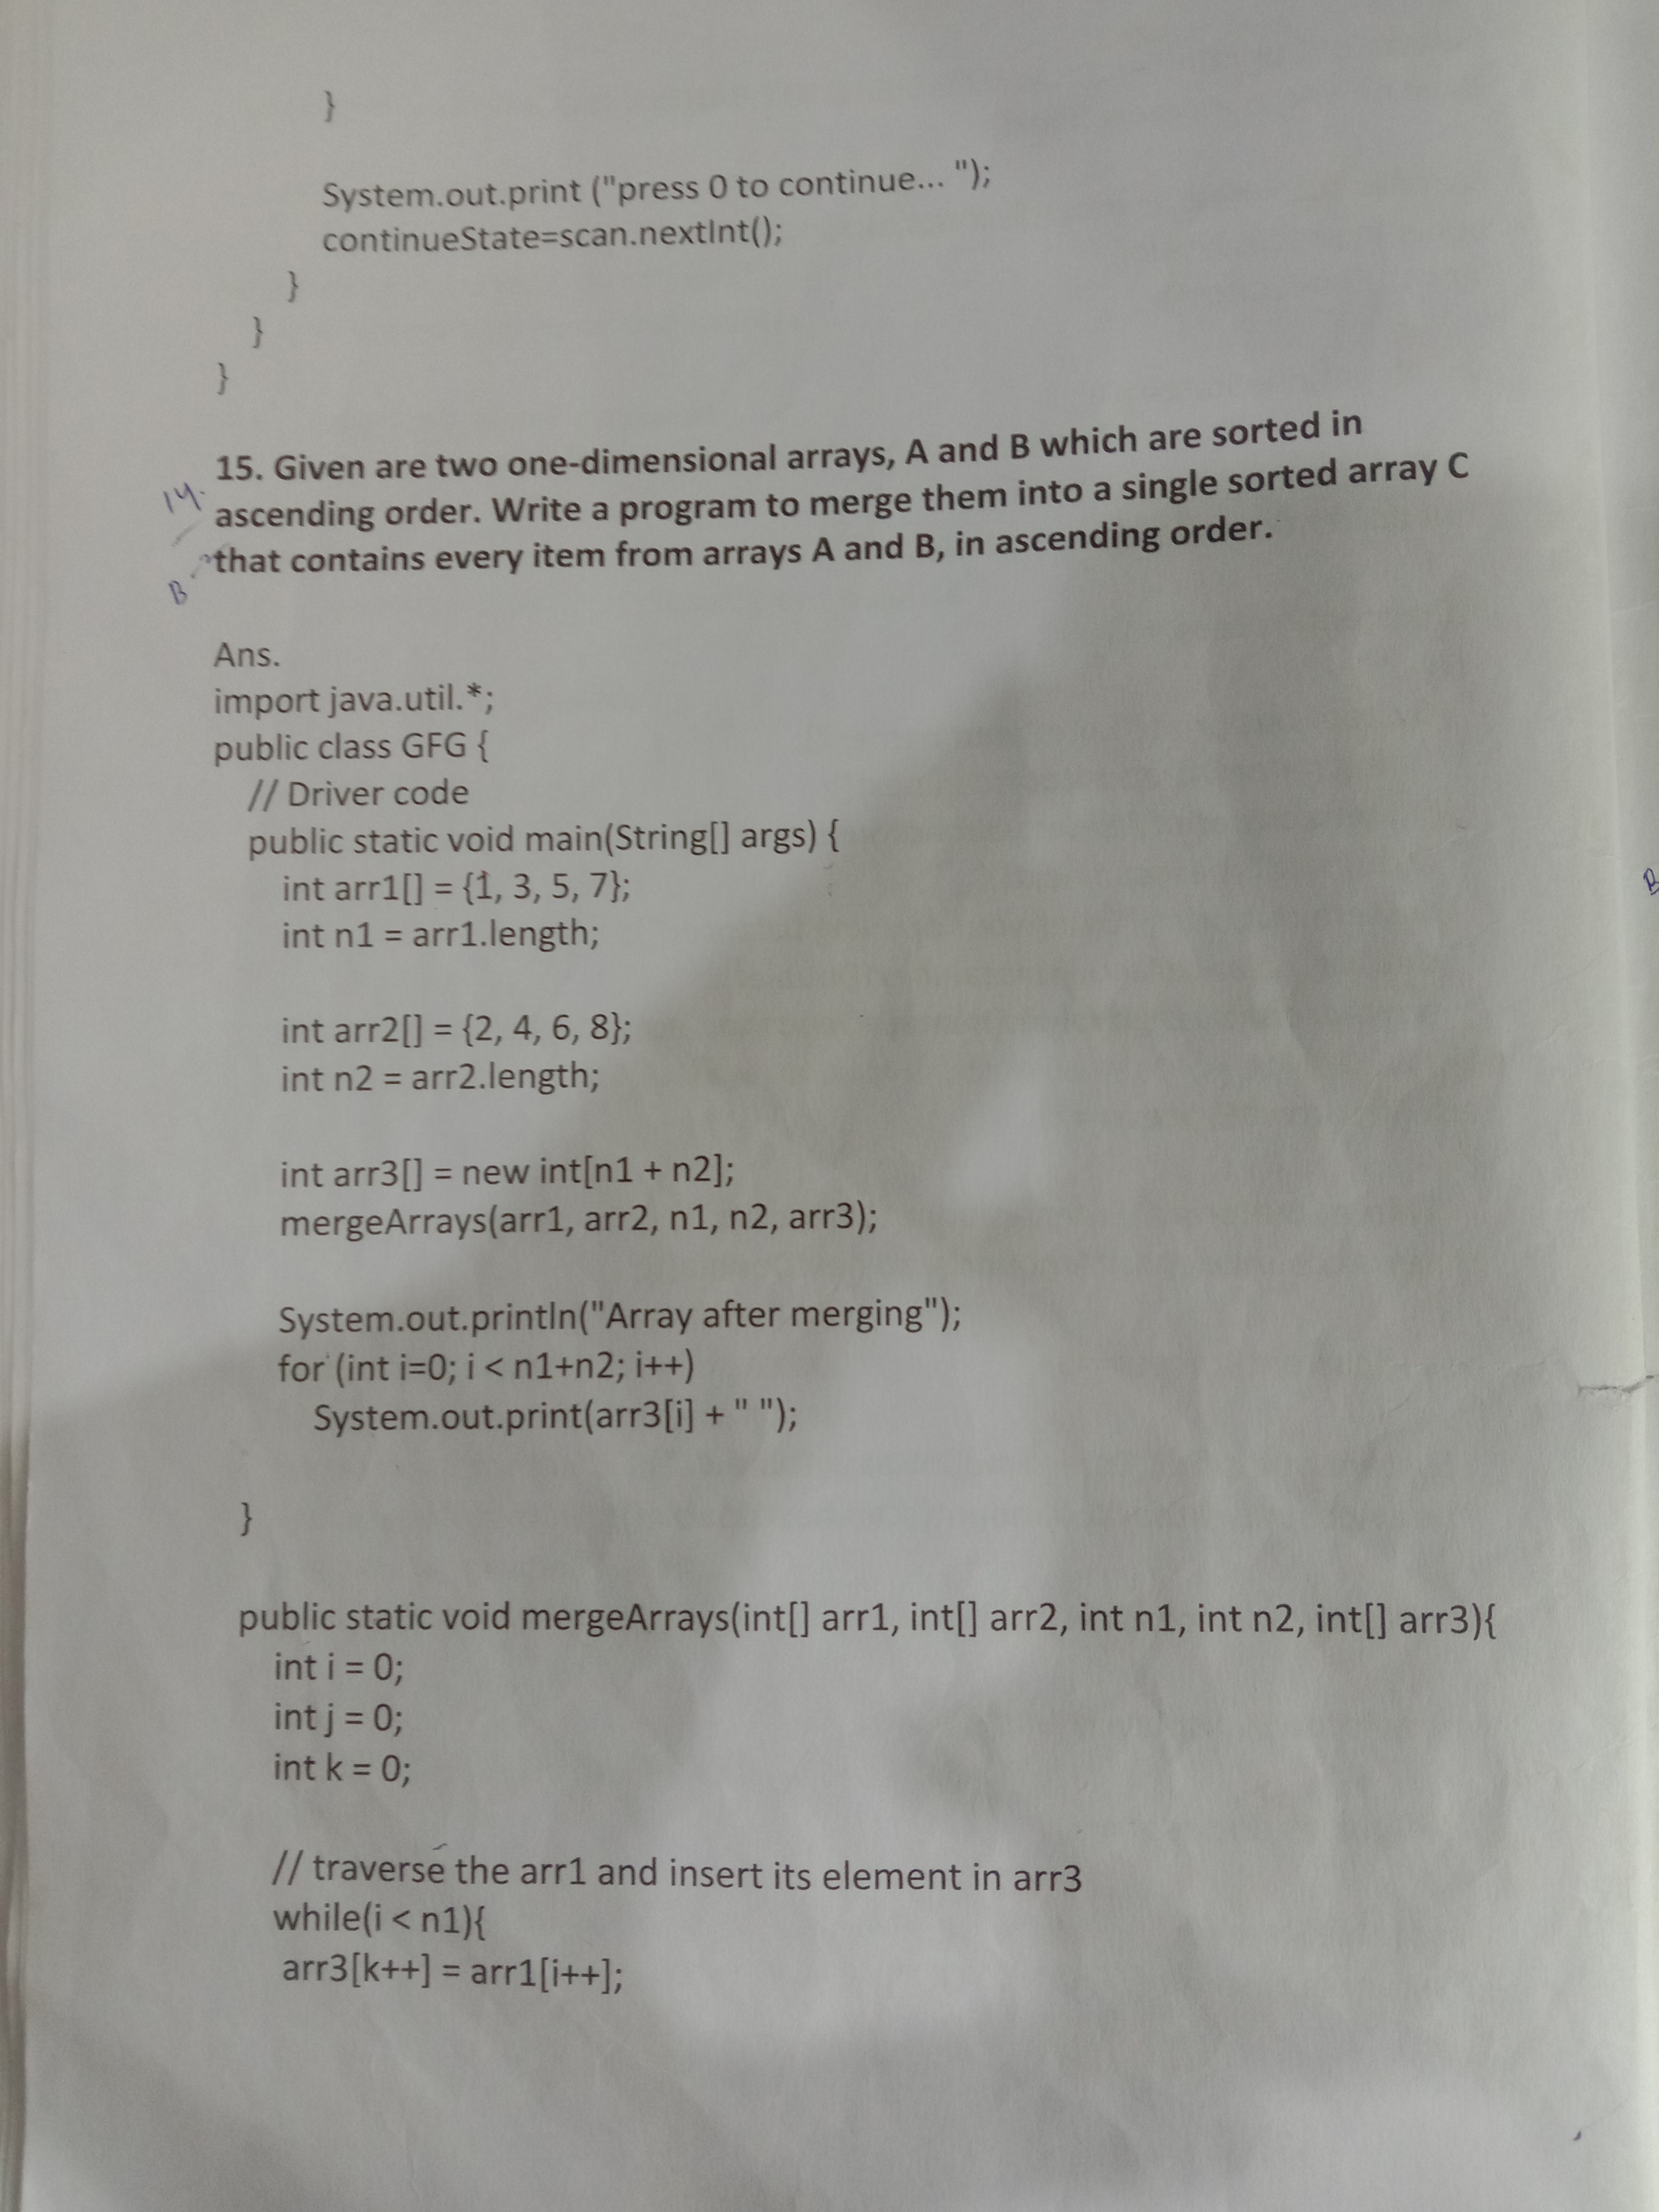 }
System.out.print ("press 0 to continue... ");
continueState=scan.nextInt();
}
}
}
15. Given are two one-dimensional arrays, A and B which are sorted in
14. ascending order. Write a program to merge them into a single sorted array C
that contains every item from arrays A and B, in ascending order.
B
Ans.
import java.util.*;
public class GFG {
// Driver code
public static void main(String[] args) {
int arr1[] = {1, 3, 5, 7};
B
int n1 = arr1.length;
int arr2[] = {2, 4, 6, 8};
int n2 = arr2.length;
int arr3[] = new int[n1 + n2];
mergeArrays(arr1, arr2, n1, n2, arr3);
System.out.println("Array after merging");
for (int i=0; i < n1+n2; i++)
System.out.print(arr3[i] + " ");
}
public static void mergeArrays(int[] arr1, int[] arr2, int n1, int n2, int[] arr3){
int i = 0;
int j = 0;
int k = 0;
// traverse the arr1 and insert its element in arr3
while(i < n1){
arr3[k++] = arr1[i++];